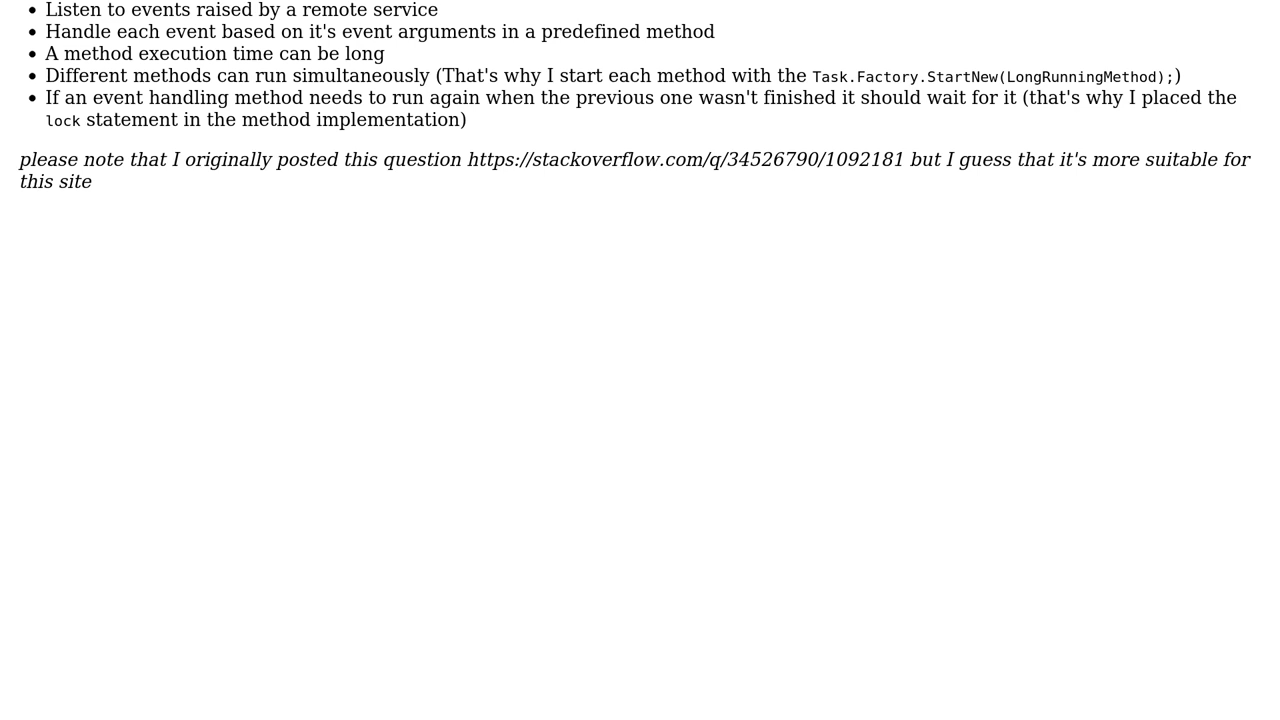 Listen to events raised by a remote service
Handle each event based on it's event arguments in a predefined method
A method execution time can be long
Different methods can run simultaneously (That's why I start each method with the Task.Factory.StartNew(LongRunningMethod);)
If an event handling method needs to run again when the previous one wasn't finished it should wait for it (that's why I placed the
lock statement in the method implementation)
please note that I originally posted this question https://stackoverflow.com/q/34526790/1092181 but I guess that it's more suitable for
this site